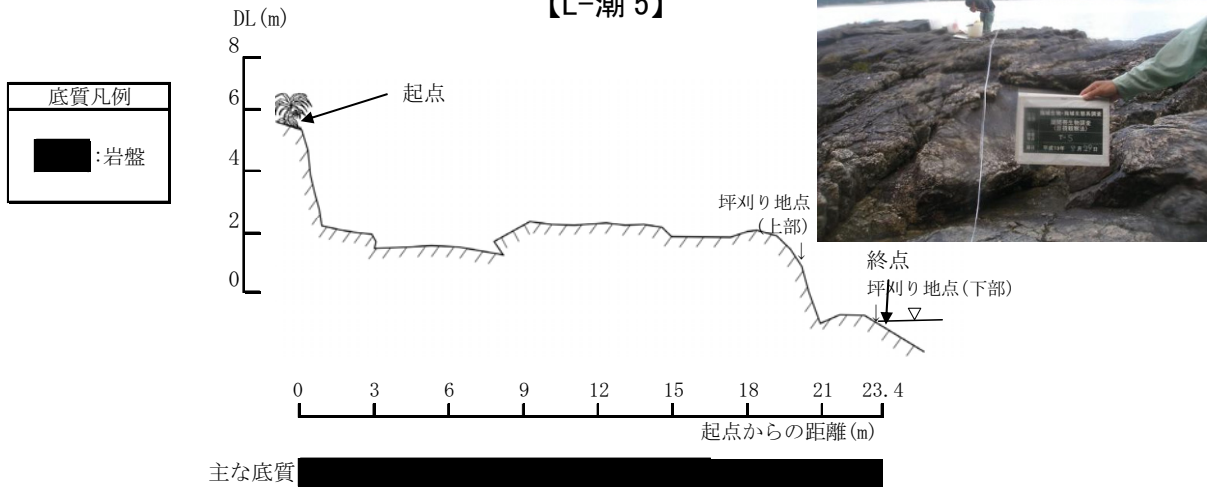 【L-潮 5】
DL(m)
8
6
4
2
0
底質凡例
:岩盤
起点
坪刈り地点
(上部)
終点
坪刈り地点(下部)
0 3 6 9 12 15 18 21 23.4
起点からの距離(m)
主な底質